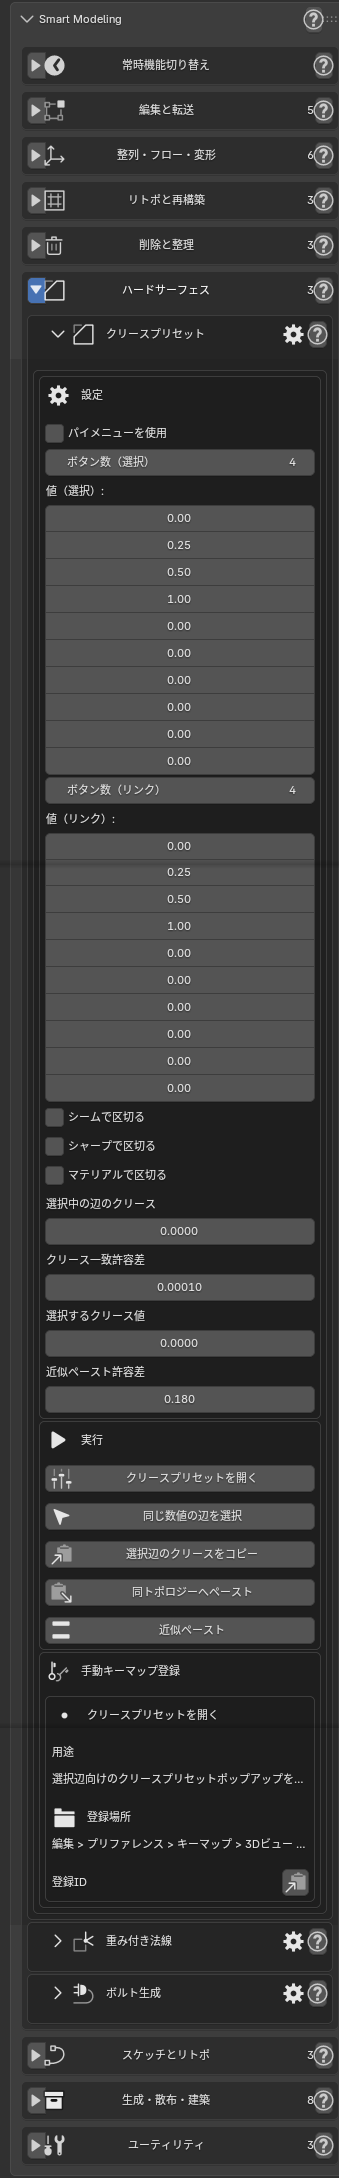 Smart Modeling
常時機能切り替え
編集と転送 5
整列・フロー・変形 6
リトポと再構築 3
削除と整理 3
ハードサーフェス 3
クリースプリセット
設定
パイメニューを使用
ボタン数（選択） 4
値（選択）:
0.00
0.25
0.50
1.00
0.00
0.00
0.00
0.00
0.00
0.00
ボタン数（リンク） 4
値（リンク）:
0.00
0.25
0.50
1.00
0.00
0.00
0.00
0.00
0.00
0.00
シームで区切る
シャープで区切る
マテリアルで区切る
選択中の辺のクリース
0.0000
クリース一致許容差
0.00010
選択するクリース値
0.0000
近似ペースト許容差
0.180
実行
クリースプリセットを開く
同じ数値の辺を選択
選択辺のクリースをコピー
同トポロジーへペースト
近似ペースト
手動キーマップ登録
クリースプリセットを開く
用途
選択辺向けのクリースプリセットポップアップを...
登録場所
編集 > プリファレンス > キーマップ > 3Dビュー ...
登録ID
重み付き法線
ボルト生成
スケッチとリトポ 3
生成・散布・建築 8
ユーティリティ 3